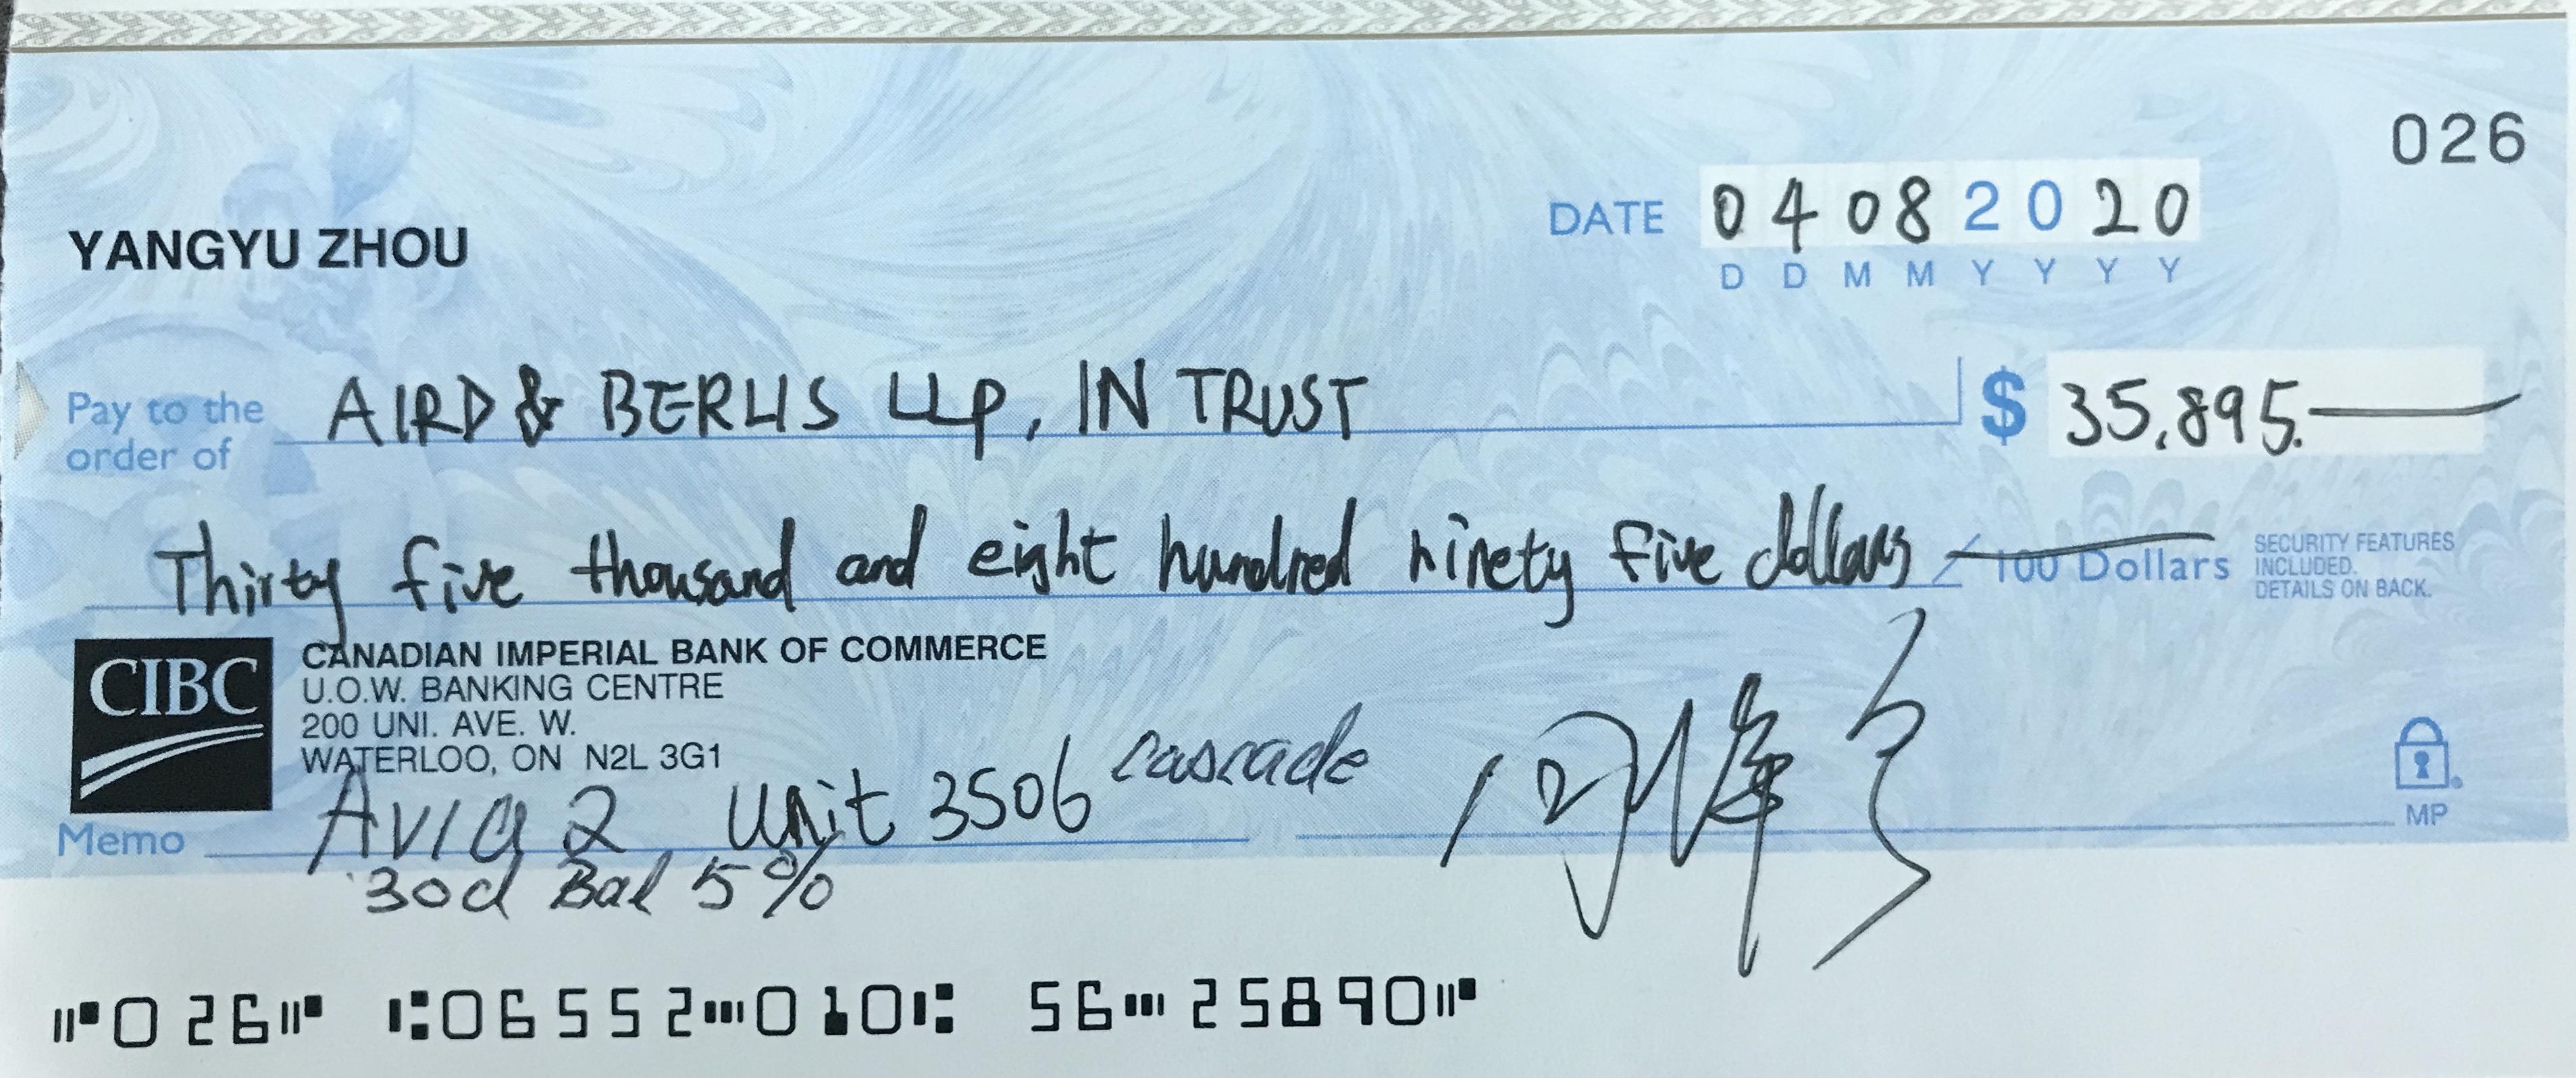 026
YANGYU ZHOU
DATE 04082020
D D M M Y Y Y Y
Pay to the order of AIRD & BERLIS LLP, IN TRUST $ 35,895.
Thirty five thousand and eight hundred ninety five dollars /100 Dollars
SECURITY FEATURES
INCLUDED.
DETAILS ON BACK.
CIBC
CANADIAN IMPERIAL BANK OF COMMERCE
U.O.W. BANKING CENTRE
200 UNI. AVE. W.
WATERLOO, ON N2L 3G1
Memo Avia 2 Unit 3506 cascade
30d Bal 5%
MP
⑈026⑈ ⑆06552⑉010⑆ 56⑉25890⑈